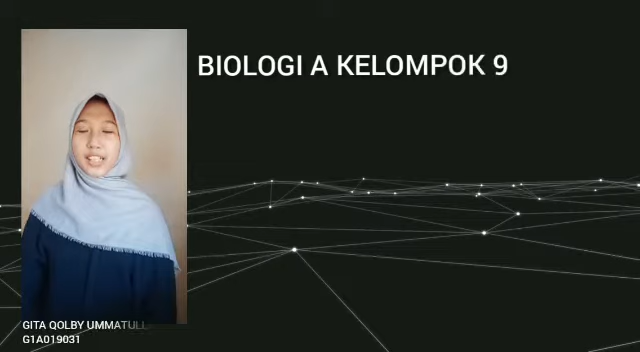 BIOLOGI A KELOMPOK 9
GITA QOLBY UMMATULL
G1A019031